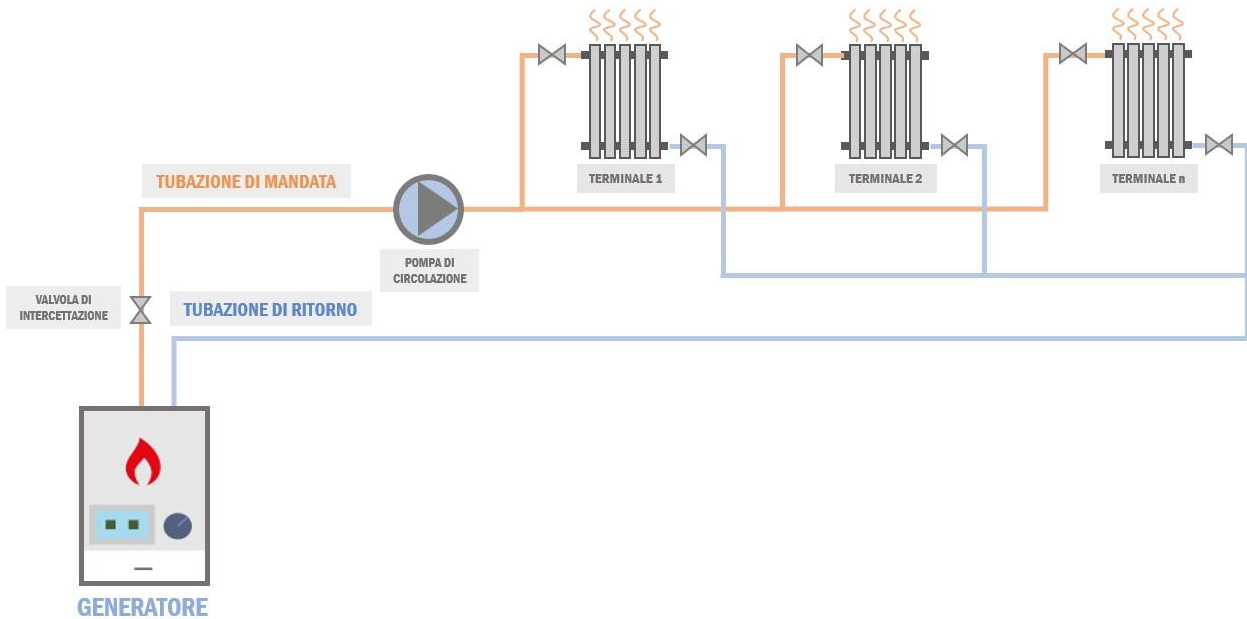 TERMINALE 1
TERMINALE 2
TERMINALE n
TUBAZIONE DI MANDATA
POMPA DI
CIRCOLAZIONE
VALVOLA DI
INTERCETTAZIONE
TUBAZIONE DI RITORNO
GENERATORE